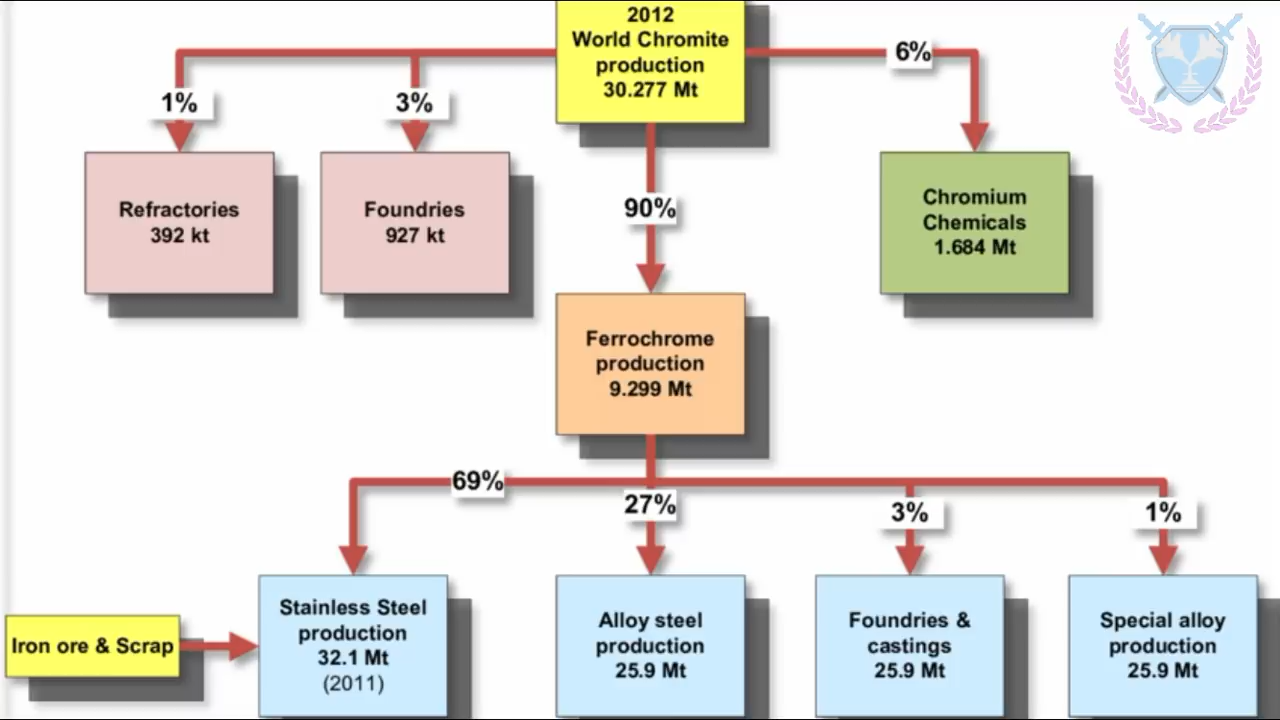 2012
World Chromite
production
30.277 Mt
1%
3%
6%
Refractories
392 kt
Foundries
927 kt
90%
Chromium
Chemicals
1.684 Mt
Ferrochrome
production
9.299 Mt
69%
27%
3%
1%
Iron ore & Scrap
Stainless Steel
production
32.1 Mt
(2011)
Alloy steel
production
25.9 Mt
Foundries &
castings
25.9 Mt
Special alloy
production
25.9 Mt